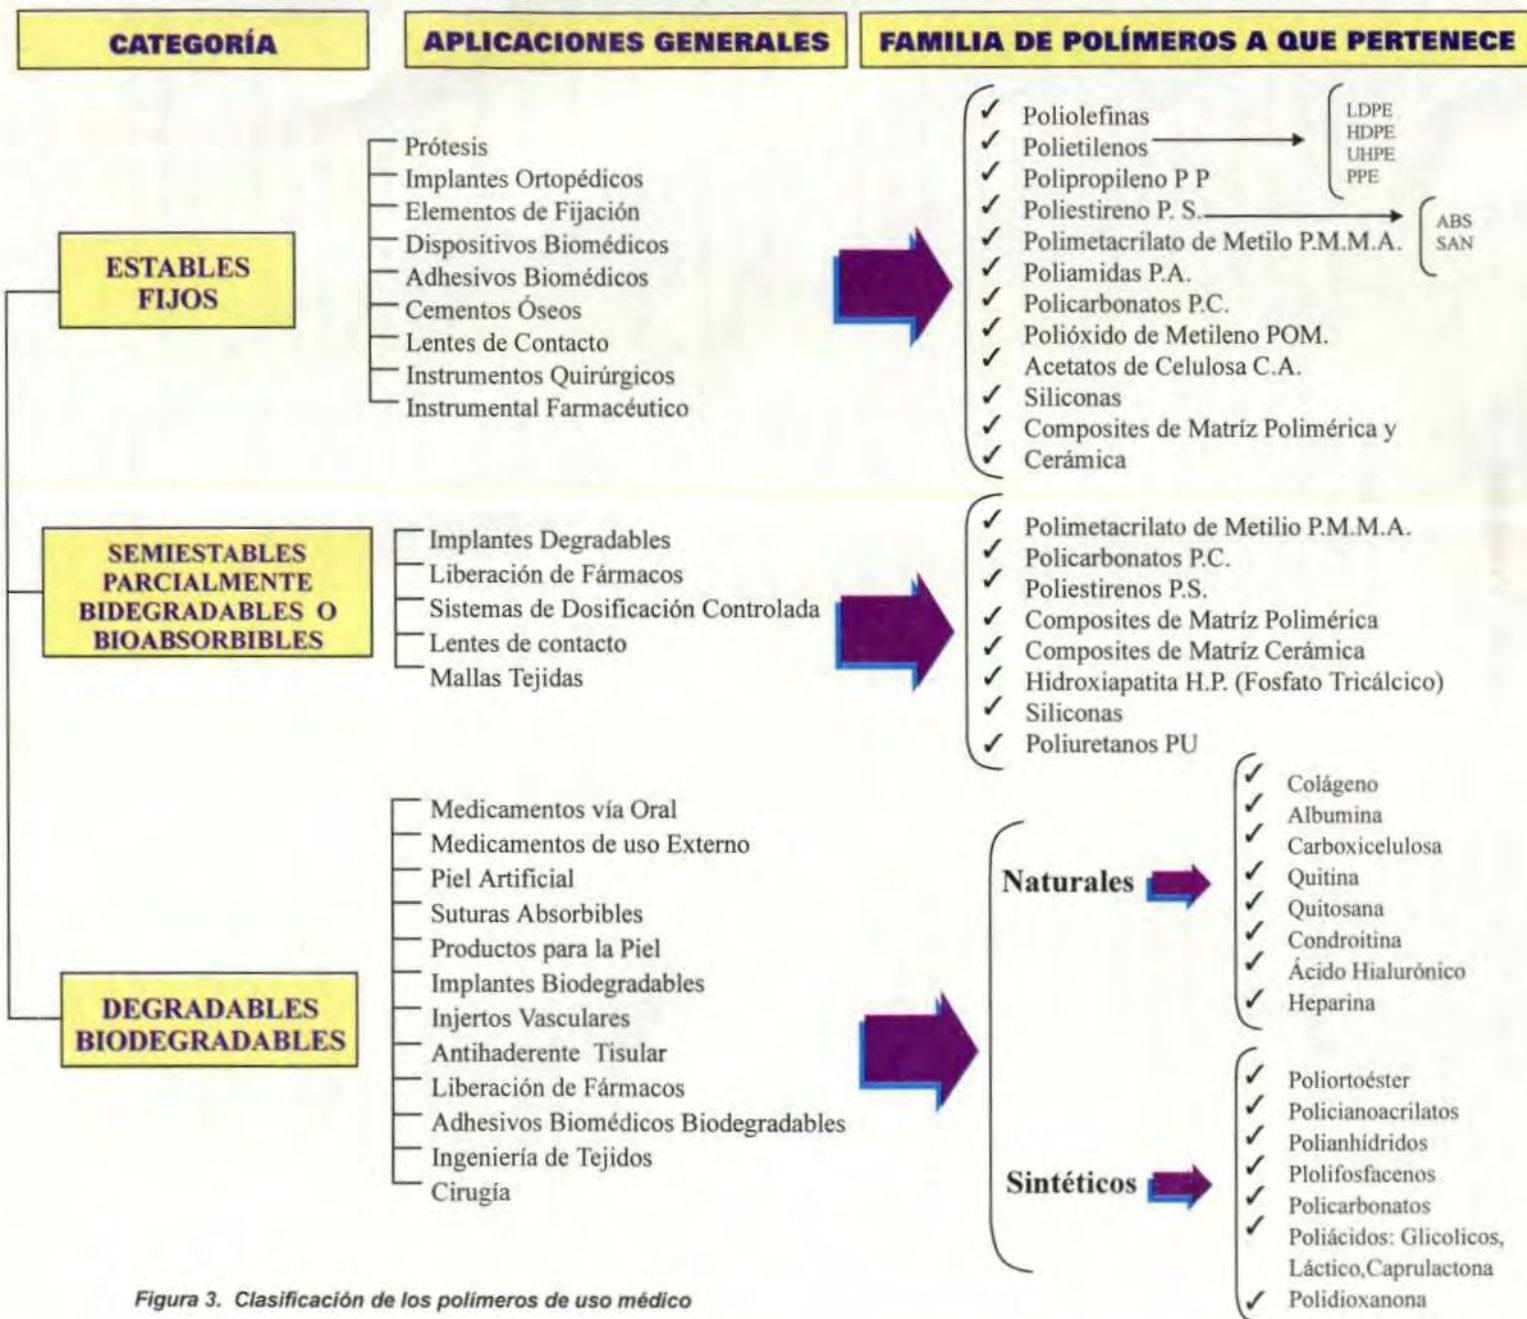 CATEGORÍA
APLICACIONES GENERALES
FAMILIA DE POLÍMEROS A QUE PERTENECE
ESTABLES
FIJOS
Prótesis
Implantes Ortopédicos
Elementos de Fijación
Dispositivos Biomédicos
Adhesivos Biomédicos
Cementos Óseos
Lentes de Contacto
Instrumentos Quirúrgicos
Instrumental Farmacéutico
✓ Poliolefinas
✓ Polietilenos
LDPE
HDPE
UHPE
PPE
✓ Polipropileno P P
✓ Poliestireno P. S.
ABS
SAN
✓ Polimetacrilato de Metilo P.M.M.A.
✓ Poliamidas P.A.
✓ Policarbonatos P.C.
✓ Polióxido de Metileno POM.
✓ Acetatos de Celulosa C.A.
✓ Siliconas
✓ Composites de Matríz Polimérica y
✓ Cerámica
SEMIESTABLES
PARCIALMENTE
BIDEGRADABLES O
BIOABSORBIBLES
Implantes Degradables
Liberación de Fármacos
Sistemas de Dosificación Controlada
Lentes de contacto
Mallas Tejidas
✓ Polimetacrilato de Metilio P.M.M.A.
✓ Policarbonatos P.C.
✓ Poliestirenos P.S.
✓ Composites de Matríz Polimérica
✓ Composites de Matríz Cerámica
✓ Hidroxiapatita H.P. (Fosfato Tricálcico)
✓ Siliconas
✓ Poliuretanos PU
DEGRADABLES
BIODEGRADABLES
Medicamentos vía Oral
Medicamentos de uso Externo
Piel Artificial
Suturas Absorbibles
Productos para la Piel
Implantes Biodegradables
Injertos Vasculares
Antihaderente Tisular
Liberación de Fármacos
Adhesivos Biomédicos Biodegradables
Ingeniería de Tejidos
Cirugía
Naturales
✓ Colágeno
✓ Albumina
✓ Carboxicelulosa
✓ Quitina
✓ Quitosana
✓ Condroitina
✓ Ácido Hialurónico
✓ Heparina
Sintéticos
✓ Poliortoéster
✓ Policianoacrilatos
✓ Polianhídridos
✓ Plolifosfacenos
✓ Policarbonatos
✓ Poliácidos: Glicolicos,
Láctico,Caprulactona
✓ Polidioxanona
Figura 3. Clasificación de los polímeros de uso médico